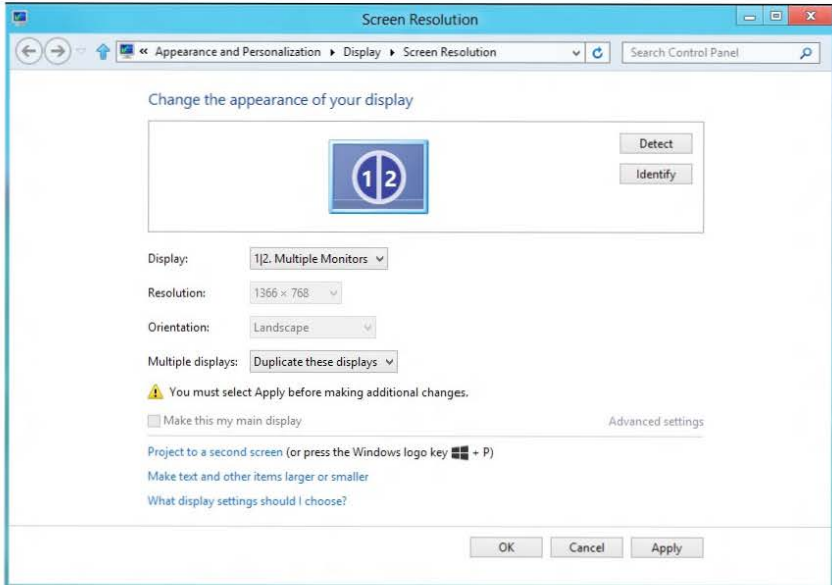 Screen Resolution
« Appearance and Personalization ▸ Display ▸ Screen Resolution
Search Control Panel
Change the appearance of your display
1|2
Detect
Identify
Display: 1|2. Multiple Monitors
Resolution: 1366 × 768
Orientation: Landscape
Multiple displays: Duplicate these displays
You must select Apply before making additional changes.
Make this my main display
Advanced settings
Project to a second screen (or press the Windows logo key + P)
Make text and other items larger or smaller
What display settings should I choose?
OK Cancel Apply